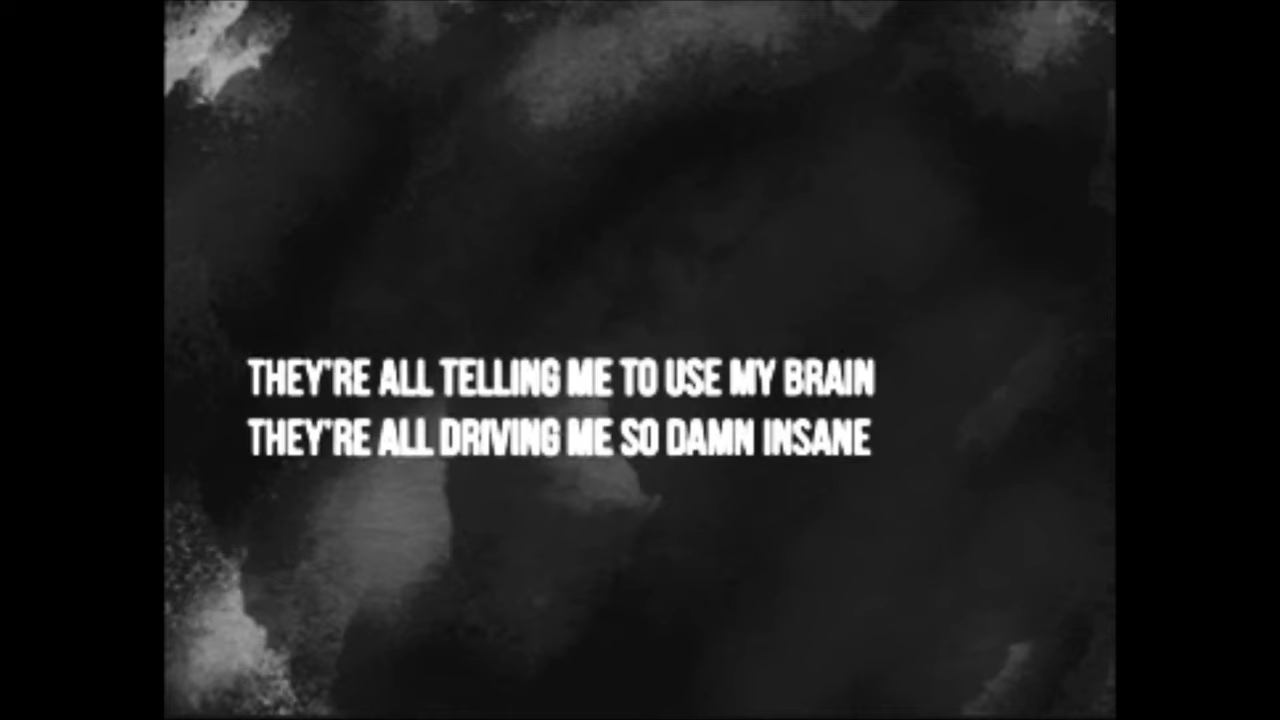 THEY'RE ALL TELLING ME TO USE MY BRAIN
THEY'RE ALL DRIVING ME SO DAMN INSANE